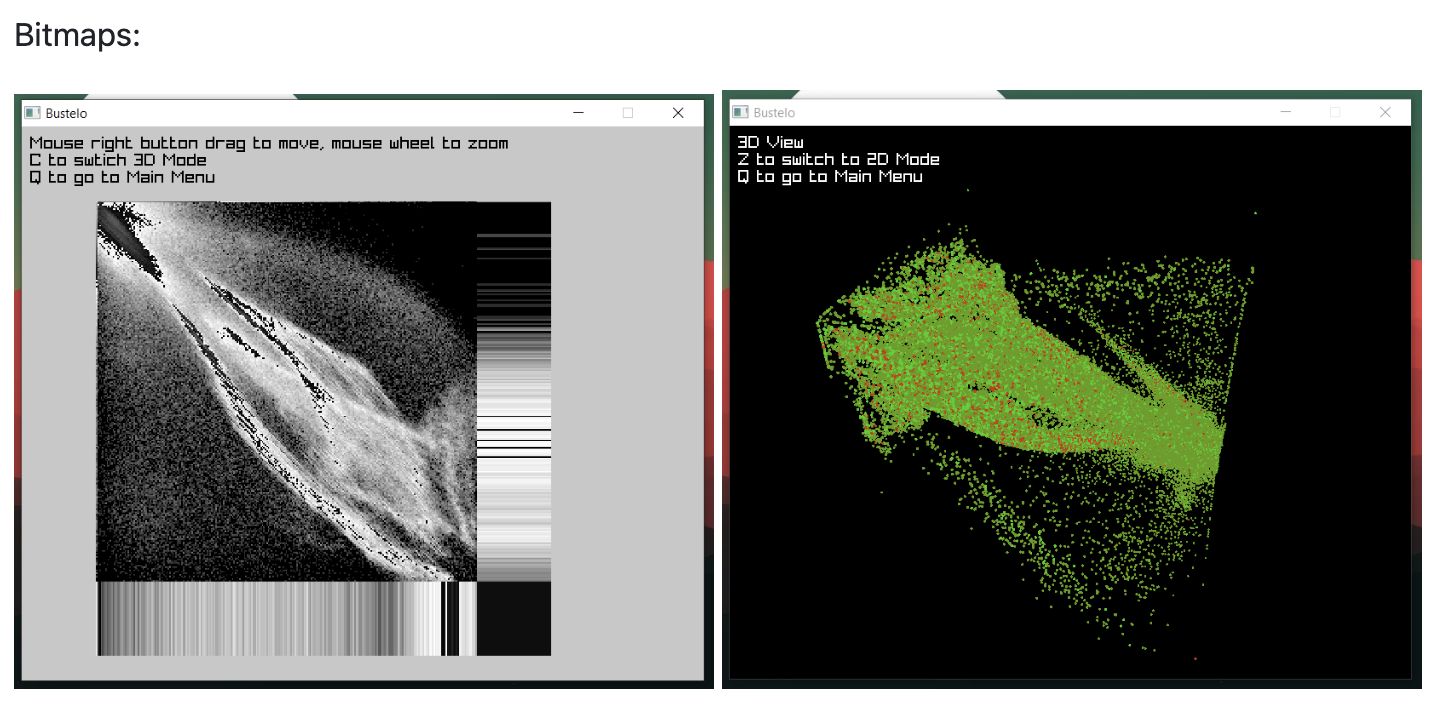 Bitmaps:
Bustelo
Mouse right button drag to move, mouse wheel to zoom
C to swtich 3D Mode
Q to go to Main Menu
Bustelo
3D View
Z to switch to 2D Mode
Q to go to Main Menu